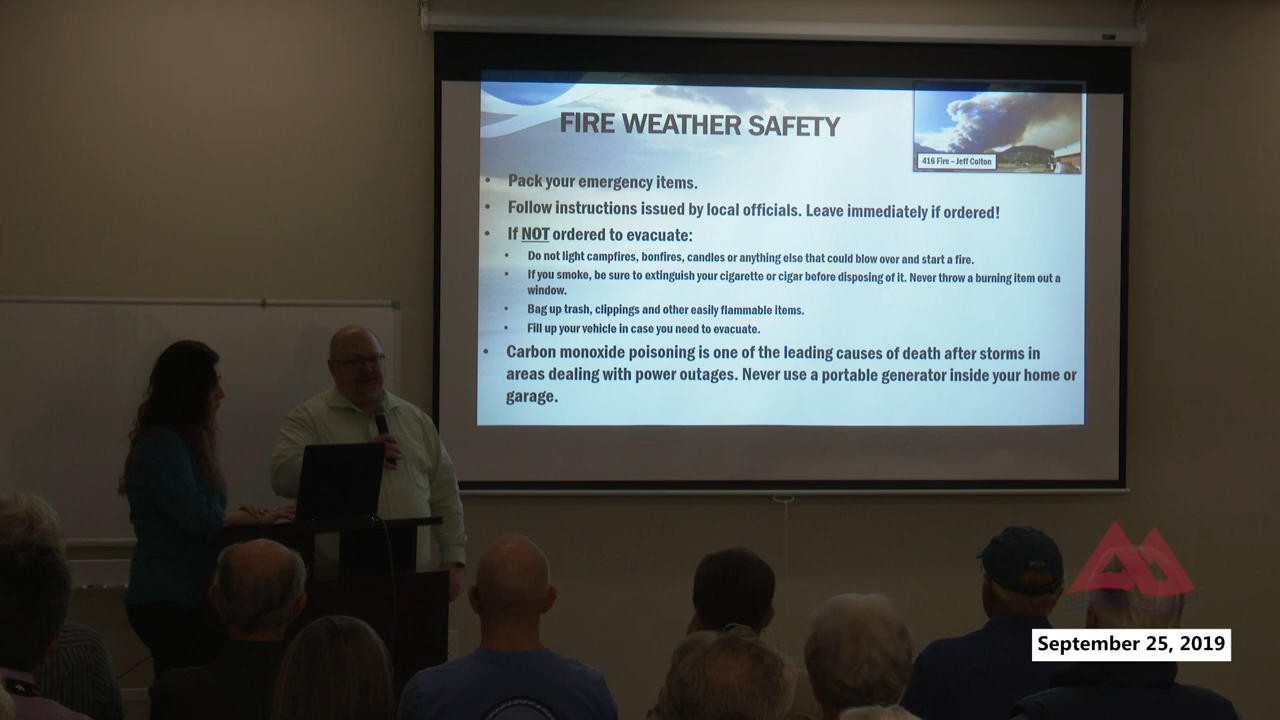 FIRE WEATHER SAFETY
416 Fire – Jeff Colton
• Pack your emergency items.
• Follow instructions issued by local officials. Leave immediately if ordered!
• If NOT ordered to evacuate:
• Do not light campfires, bonfires, candles or anything else that could blow over and start a fire.
• If you smoke, be sure to extinguish your cigarette or cigar before disposing of it. Never throw a burning item out a
window.
• Bag up trash, clippings and other easily flammable items.
• Fill up your vehicle in case you need to evacuate.
• Carbon monoxide poisoning is one of the leading causes of death after storms in
areas dealing with power outages. Never use a portable generator inside your home or
garage.
September 25, 2019